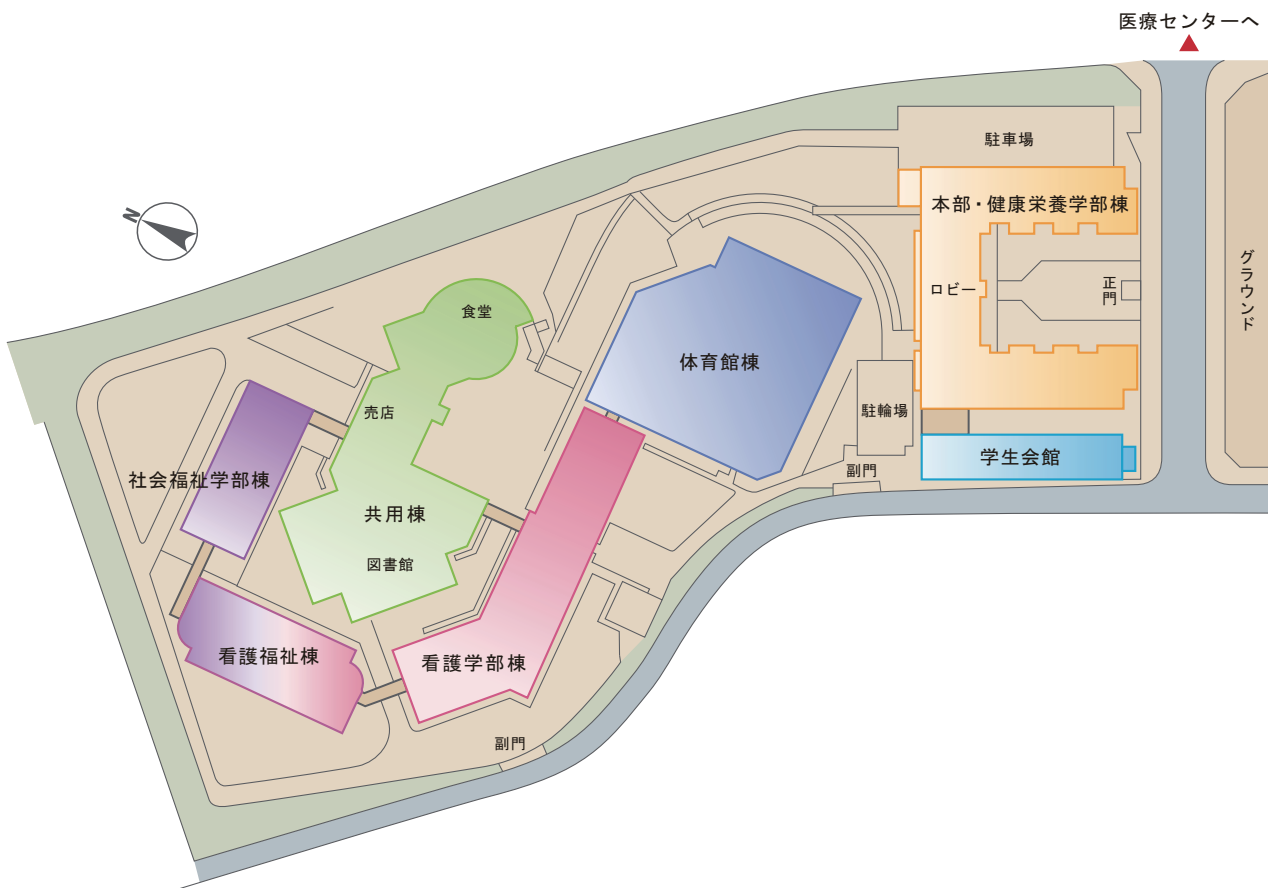 医療センターへ
駐車場
本部・健康栄養学部棟
N
グラウンド
ロビー
正門
食堂
体育館棟
売店
駐輪場
学生会館
副門
社会福祉学部棟
共用棟
図書館
看護福祉棟
看護学部棟
副門